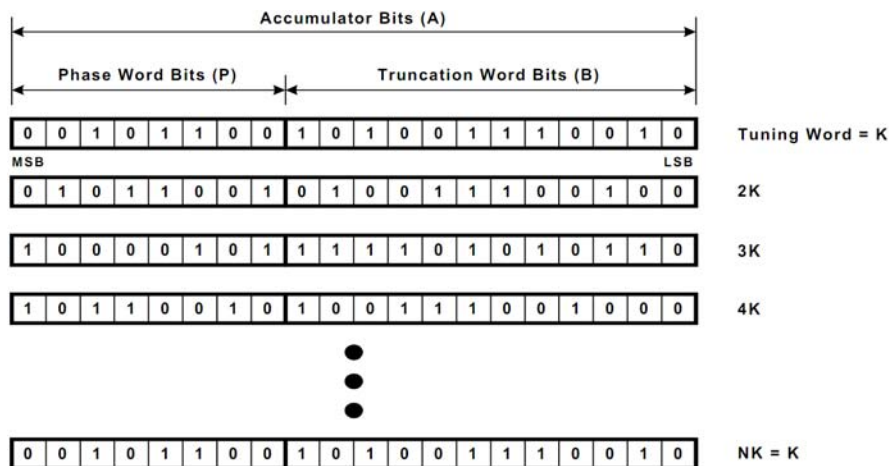 Accumulator Bits (A)
Phase Word Bits (P) Truncation Word Bits (B)
0 0 1 0 1 1 0 0 1 0 1 0 0 1 1 1 0 0 1 0 Tuning Word = K
MSB LSB
0 1 0 1 1 0 0 1 0 1 0 0 1 1 1 0 0 1 0 0 2K
1 0 0 0 0 1 0 1 1 1 1 1 0 1 0 1 0 1 1 0 3K
1 0 1 1 0 0 1 0 1 0 0 1 1 1 0 0 1 0 0 0 4K
0 0 1 0 1 1 0 0 1 0 1 0 0 1 1 1 0 0 1 0 NK = K